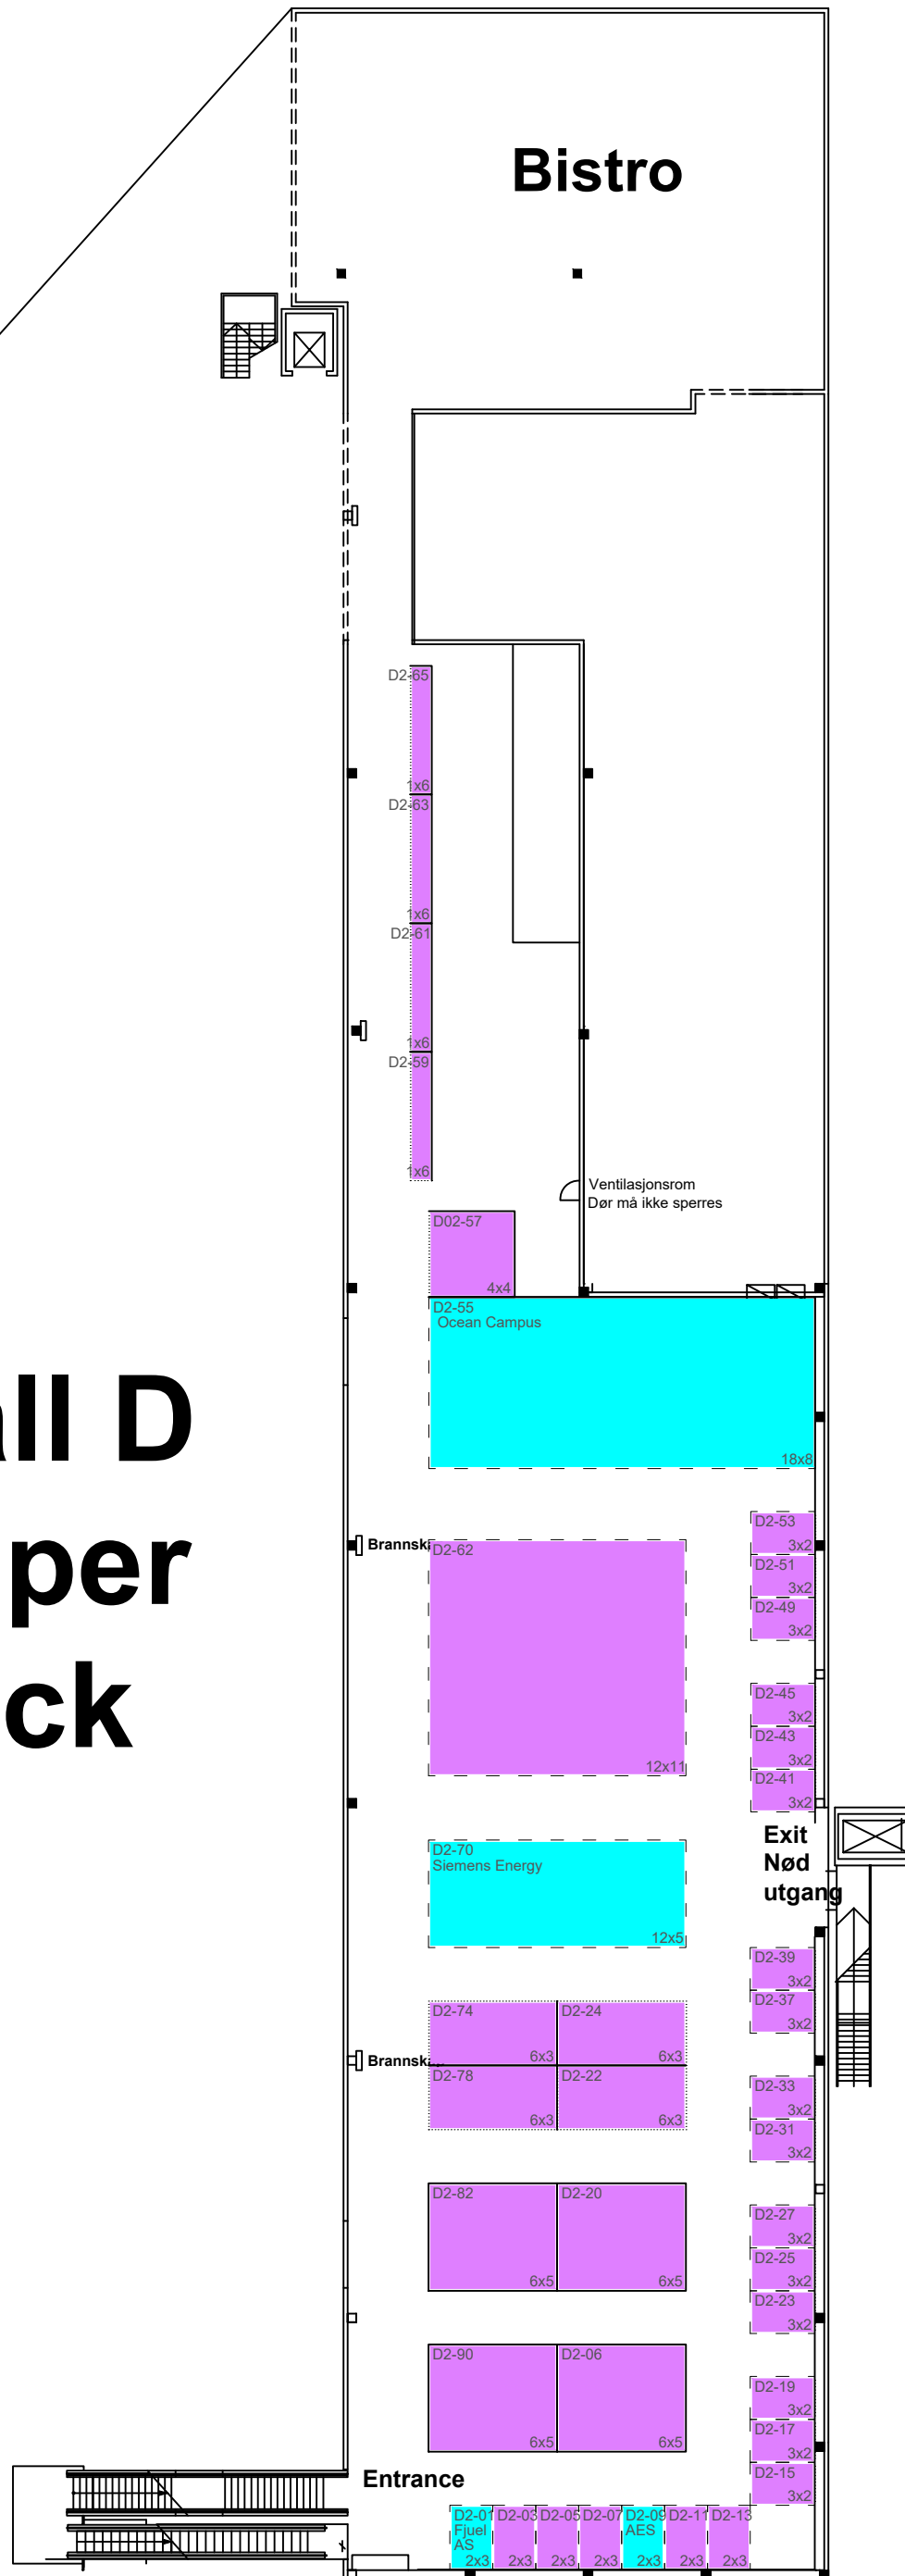 Bistro
D2-65
1x6
D2-63
1x6
D2-61
1x6
D2-59
1x6
Ventilasjonsrom
Dør må ikke sperres
D02-57
4x4
D2-55
Ocean Campus
18x8
all D
per
ck
D2-53
3x2
D2-51
3x2
D2-49
3x2
Brannsk
D2-62
12x11
D2-45
3x2
D2-43
3x2
D2-41
3x2
Exit
Nød
utgang
D2-70
Siemens Energy
12x5
D2-39
3x2
D2-37
3x2
D2-74
6x3
D2-24
6x3
Brannsk
D2-78
6x3
D2-22
6x3
D2-33
3x2
D2-31
3x2
D2-82
6x5
D2-20
6x5
D2-27
3x2
D2-25
3x2
D2-23
3x2
D2-90
6x5
D2-06
6x5
D2-19
3x2
D2-17
3x2
D2-15
3x2
Entrance
D2-01
Fjuel
AS
2x3
D2-03
2x3
D2-05
2x3
D2-07
2x3
D2-09
AES
2x3
D2-11
2x3
D2-13
2x3